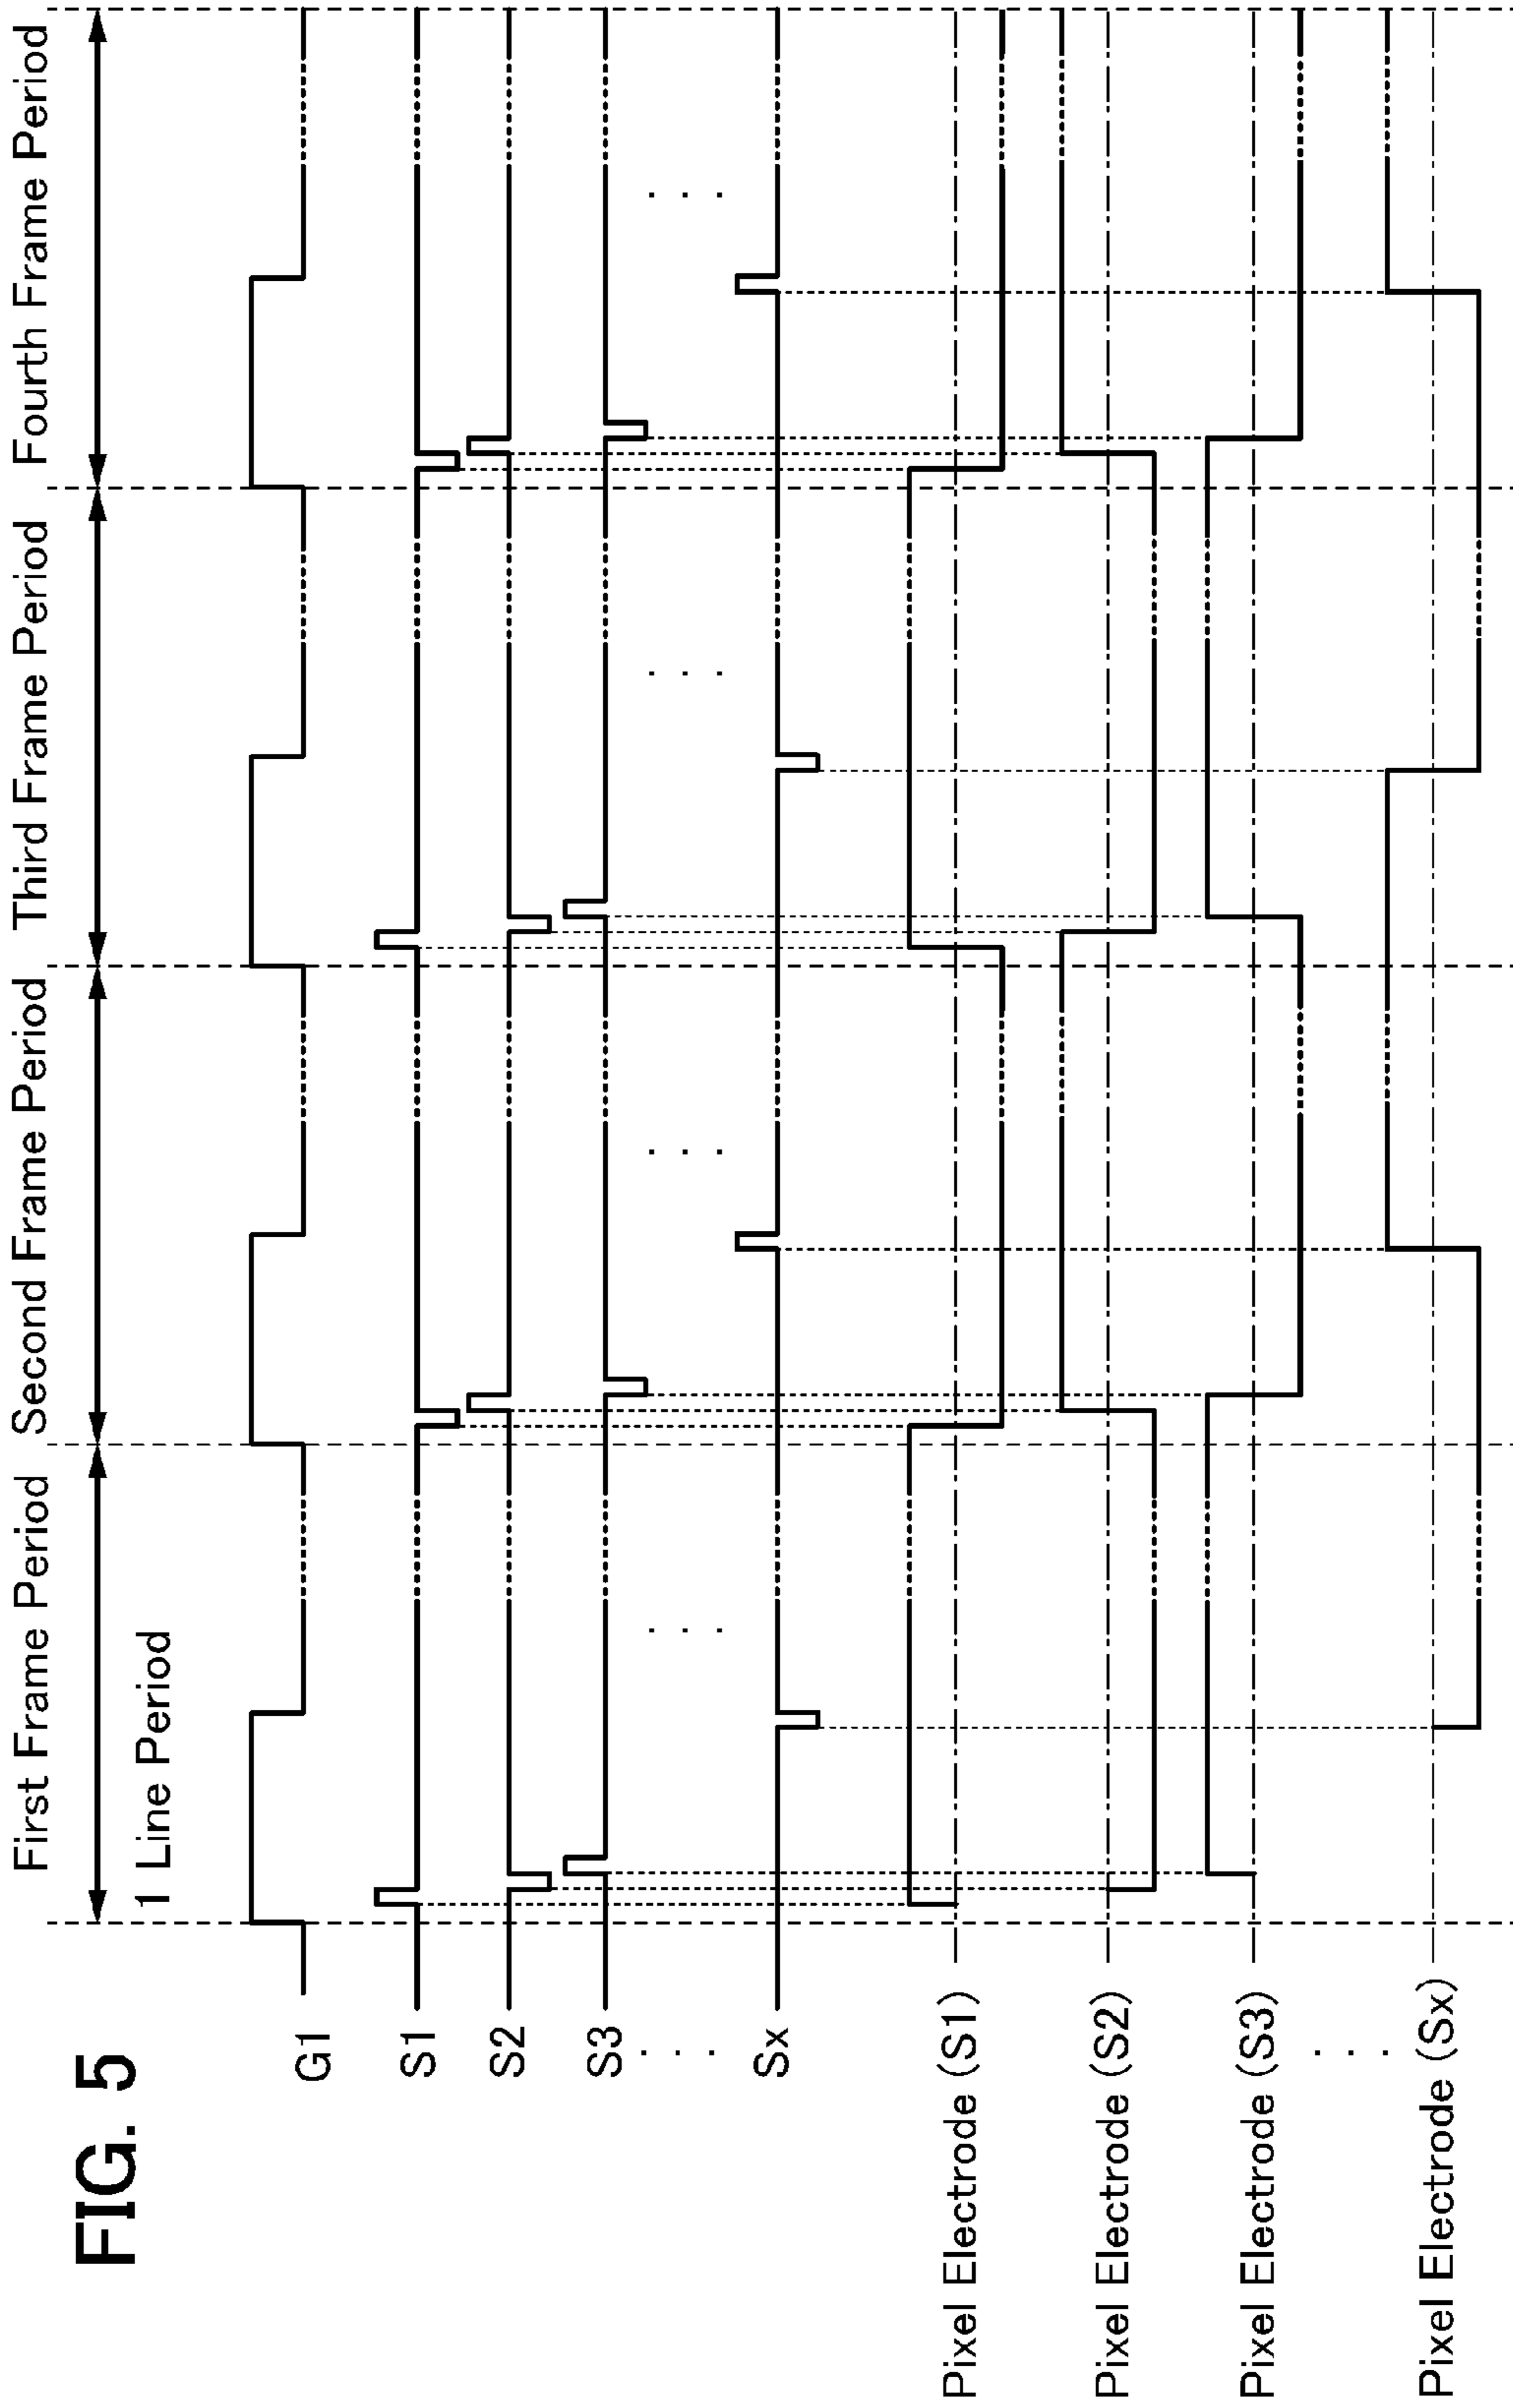 FIG. 5
First Frame Period
Second Frame Period
Third Frame Period
Fourth Frame Period
1 Line Period
G1
S1
S2
S3
. . .
Sx
Pixel Electrode (S1)
Pixel Electrode (S2)
Pixel Electrode (S3)
. . .
Pixel Electrode (Sx)